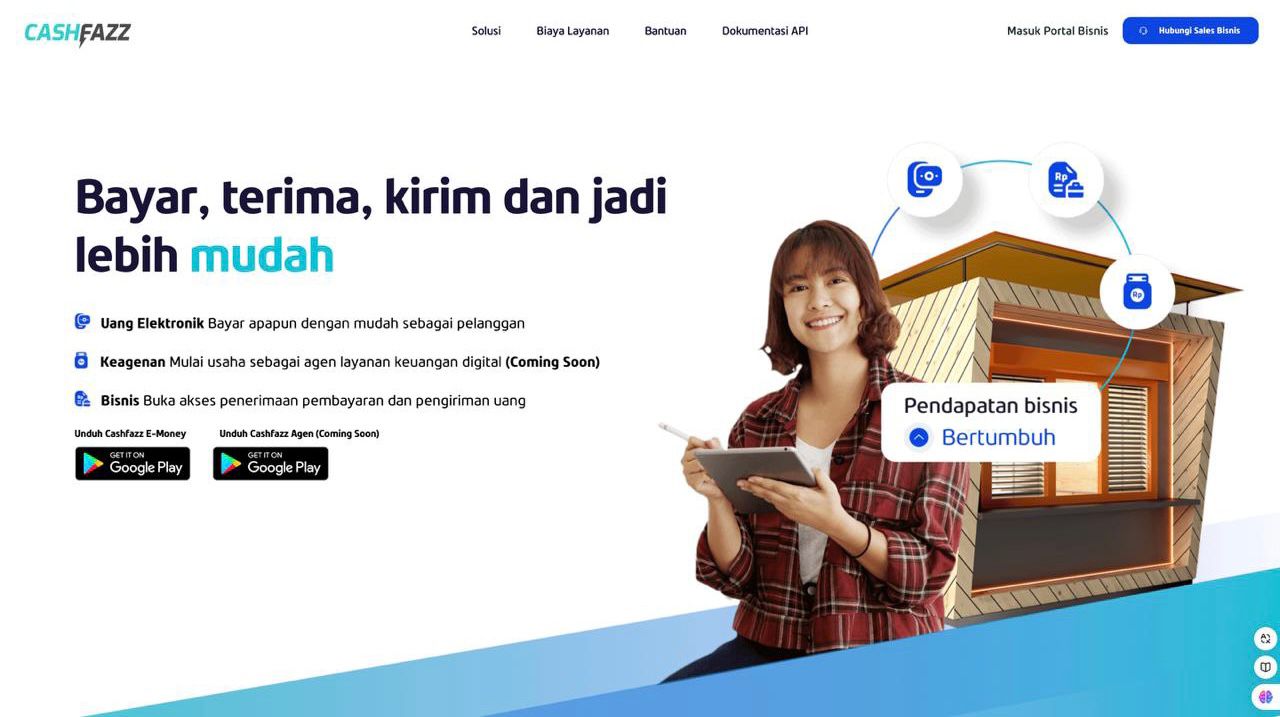 CASHFAZZ
Solusi
Biaya Layanan
Bantuan
Dokumentasi API
Masuk Portal Bisnis
Hubungi Sales Bisnis
Bayar, terima, kirim dan jadi
lebih mudah
Uang Elektronik Bayar apapun dengan mudah sebagai pelanggan
Keagenan Mulai usaha sebagai agen layanan keuangan digital (Coming Soon)
Bisnis Buka akses penerimaan pembayaran dan pengiriman uang
Unduh Cashfazz E-Money
Unduh Cashfazz Agen (Coming Soon)
GET IT ON
Google Play
GET IT ON
Google Play
Rp
Rp
Pendapatan bisnis
Bertumbuh